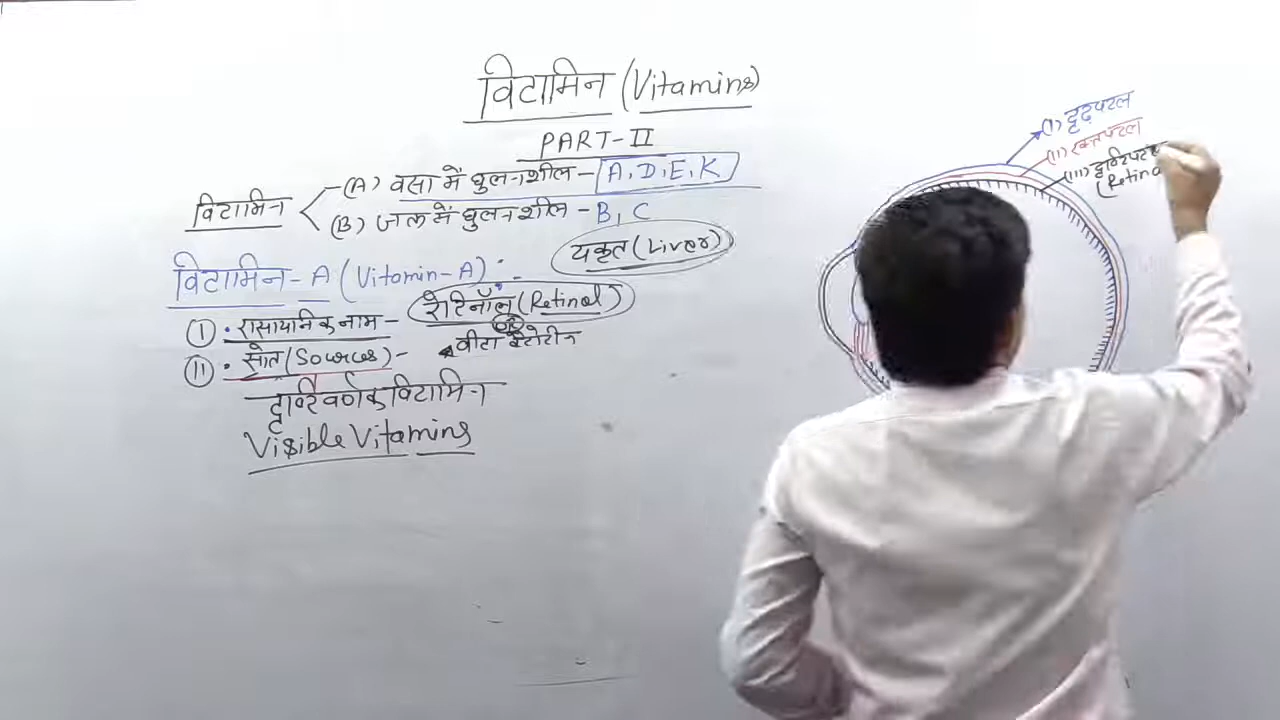 विटामिन (Vitamins)
PART-II
विटामिन
(A) वसा में घुलनशील - A, D, E, K
(B) जल में घुलनशील - B, C
यकृत (Liver)
विटामिन - A (Vitamin-A)
(I) • रासायनिक नाम - रेटिनॉल (Retinol)
(II) • स्रोत (Sources) -
दृष्टिवर्णक विटामिन
Visible Vitamins
(I) दृढ़पटल
(II) रक्तपटल
(III) दृष्टिपटल
(Retina